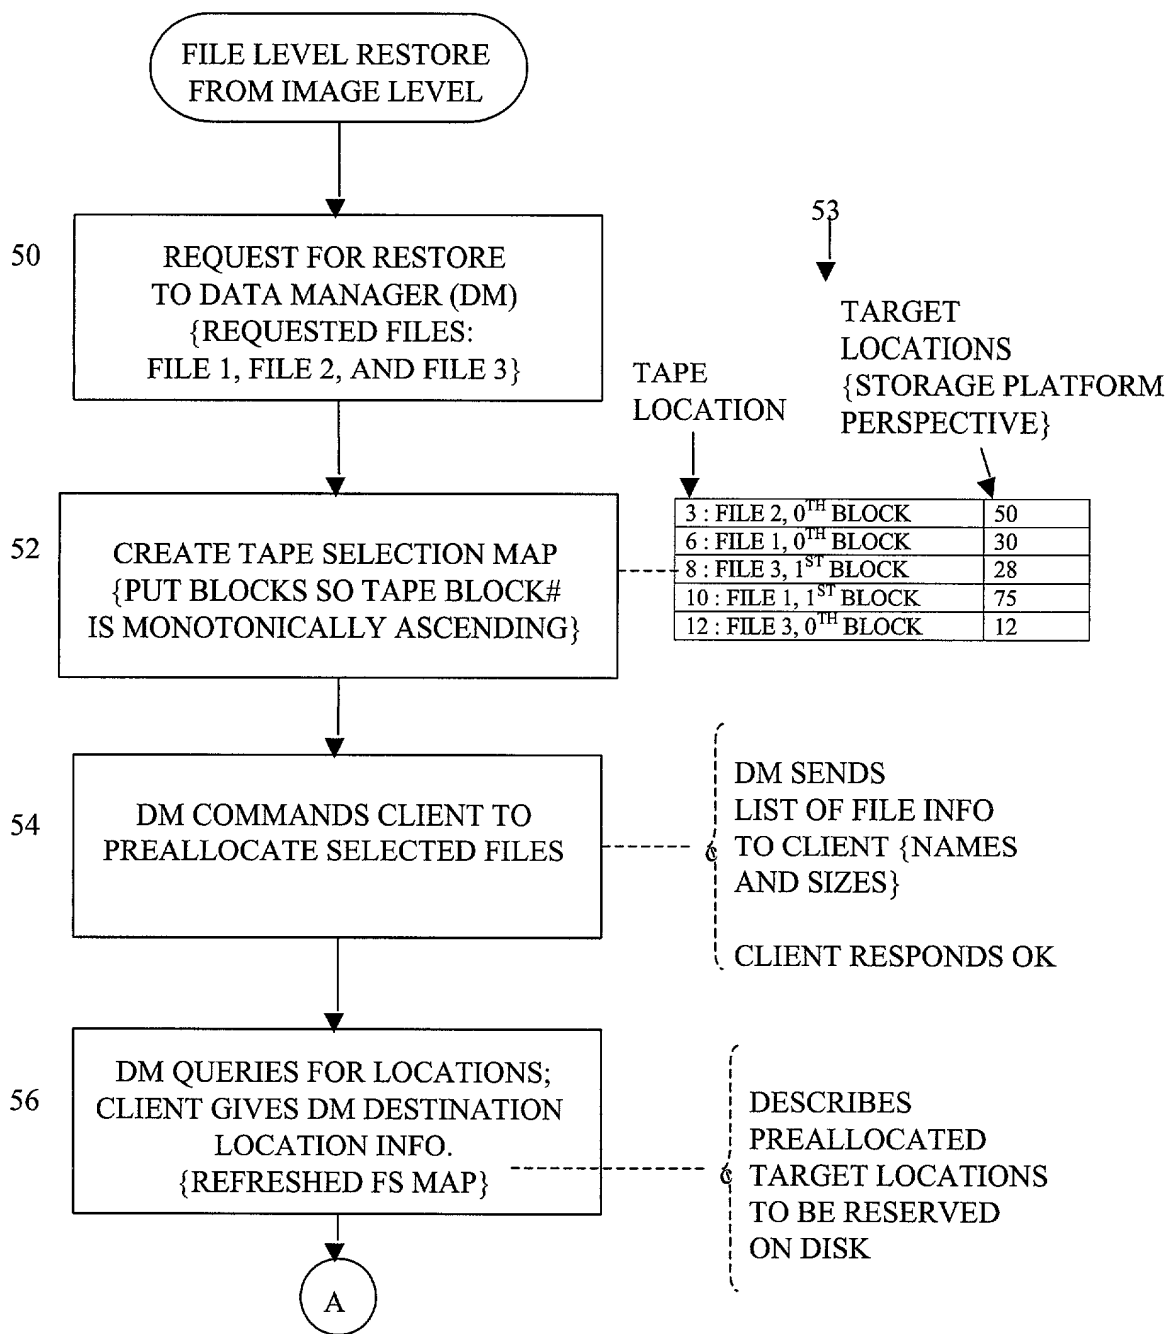 FILE LEVEL RESTORE
FROM IMAGE LEVEL
50
REQUEST FOR RESTORE
TO DATA MANAGER (DM)
{REQUESTED FILES:
FILE 1, FILE 2, AND FILE 3}
53
TARGET
LOCATIONS
{STORAGE PLATFORM
PERSPECTIVE}
TAPE
LOCATION
52
CREATE TAPE SELECTION MAP
{PUT BLOCKS SO TAPE BLOCK#
IS MONOTONICALLY ASCENDING}
3 : FILE 2, 0TH BLOCK 50
6 : FILE 1, 0TH BLOCK 30
8 : FILE 3, 1ST BLOCK 28
10 : FILE 1, 1ST BLOCK 75
12 : FILE 3, 0TH BLOCK 12
54
DM COMMANDS CLIENT TO
PREALLOCATE SELECTED FILES
DM SENDS
LIST OF FILE INFO
TO CLIENT {NAMES
AND SIZES}
CLIENT RESPONDS OK
56
DM QUERIES FOR LOCATIONS;
CLIENT GIVES DM DESTINATION
LOCATION INFO.
{REFRESHED FS MAP}
DESCRIBES
PREALLOCATED
TARGET LOCATIONS
TO BE RESERVED
ON DISK
A